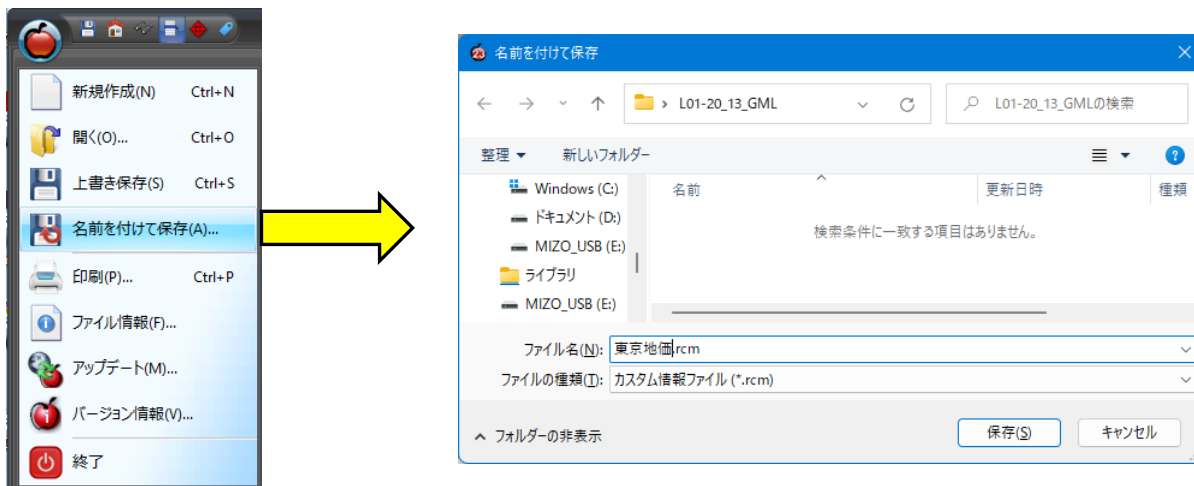 新規作成(N) Ctrl+N
開く(O)... Ctrl+O
上書き保存(S) Ctrl+S
名前を付けて保存(A)...
印刷(P)... Ctrl+P
ファイル情報(F)...
アップデート(M)...
バージョン情報(V)...
終了
名前を付けて保存
L01-20_13_GML
L01-20_13_GMLの検索
整理 新しいフォルダー
Windows (C:)
ドキュメント (D:)
MIZO_USB (E:)
ライブラリ
MIZO_USB (E:)
名前 更新日時 種類
検索条件に一致する項目はありません。
ファイル名(N): 東京地価.rcm
ファイルの種類(T): カスタム情報ファイル (*.rcm)
フォルダーの非表示
保存(S) キャンセル